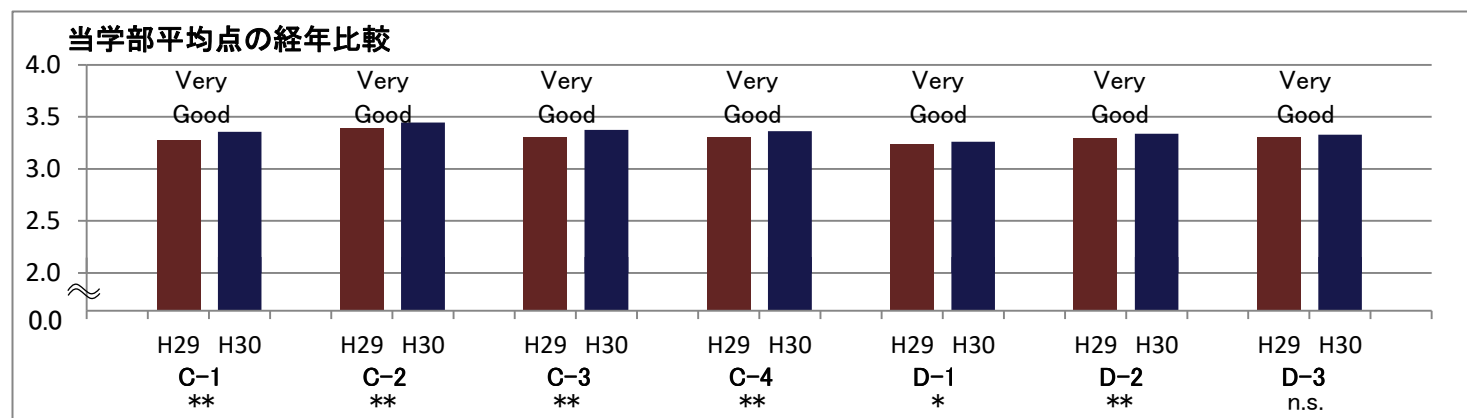 当学部平均点の経年比較
4.0
3.5
3.0
2.5
2.0
0.0
Very Good
Very Good
Very Good
Very Good
Very Good
Very Good
Very Good
H29 H30 H29 H30 H29 H30 H29 H30 H29 H30 H29 H30 H29 H30
C-1 C-2 C-3 C-4 D-1 D-2 D-3
** ** ** ** * ** n.s.